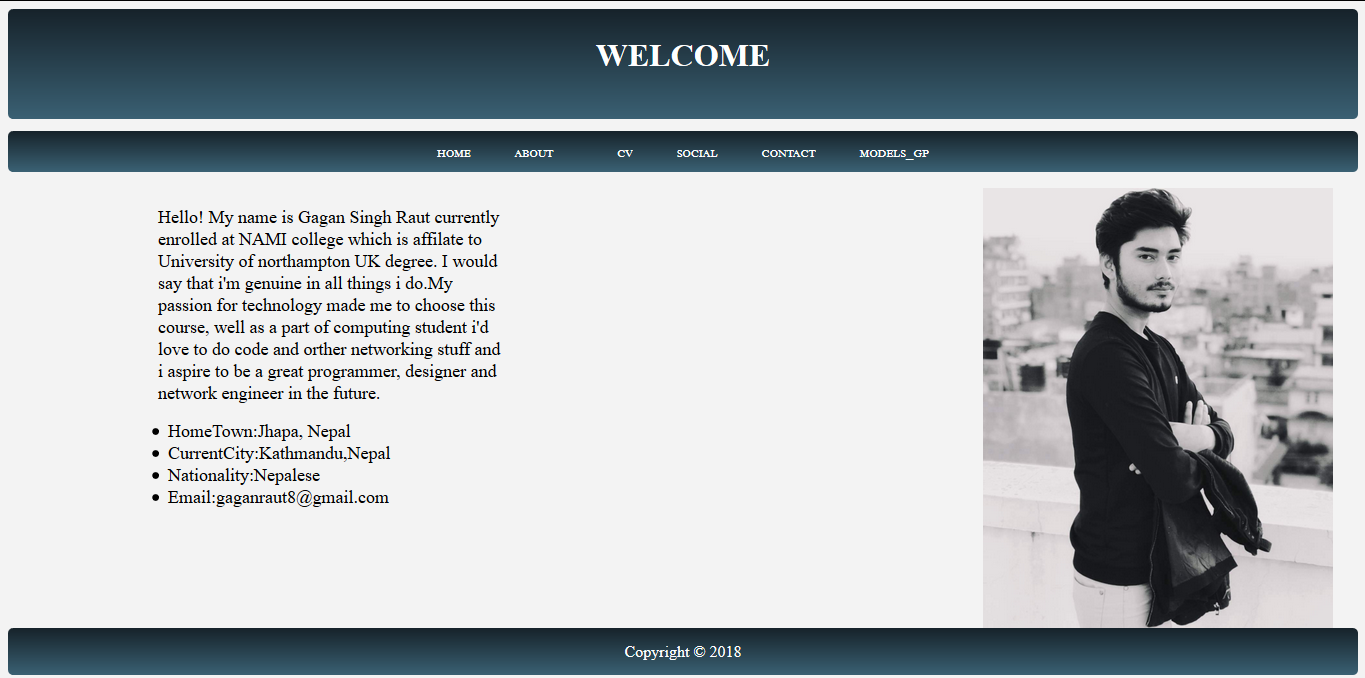 WELCOME
HOME ABOUT CV SOCIAL CONTACT MODELS_GP
Hello! My name is Gagan Singh Raut currently
enrolled at NAMI college which is affilate to
University of northampton UK degree. I would
say that i'm genuine in all things i do.My
passion for technology made me to choose this
course, well as a part of computing student i'd
love to do code and orther networking stuff and
i aspire to be a great programmer, designer and
network engineer in the future.
HomeTown:Jhapa, Nepal
CurrentCity:Kathmandu,Nepal
Nationality:Nepalese
Email:gaganraut8@gmail.com
Copyright © 2018